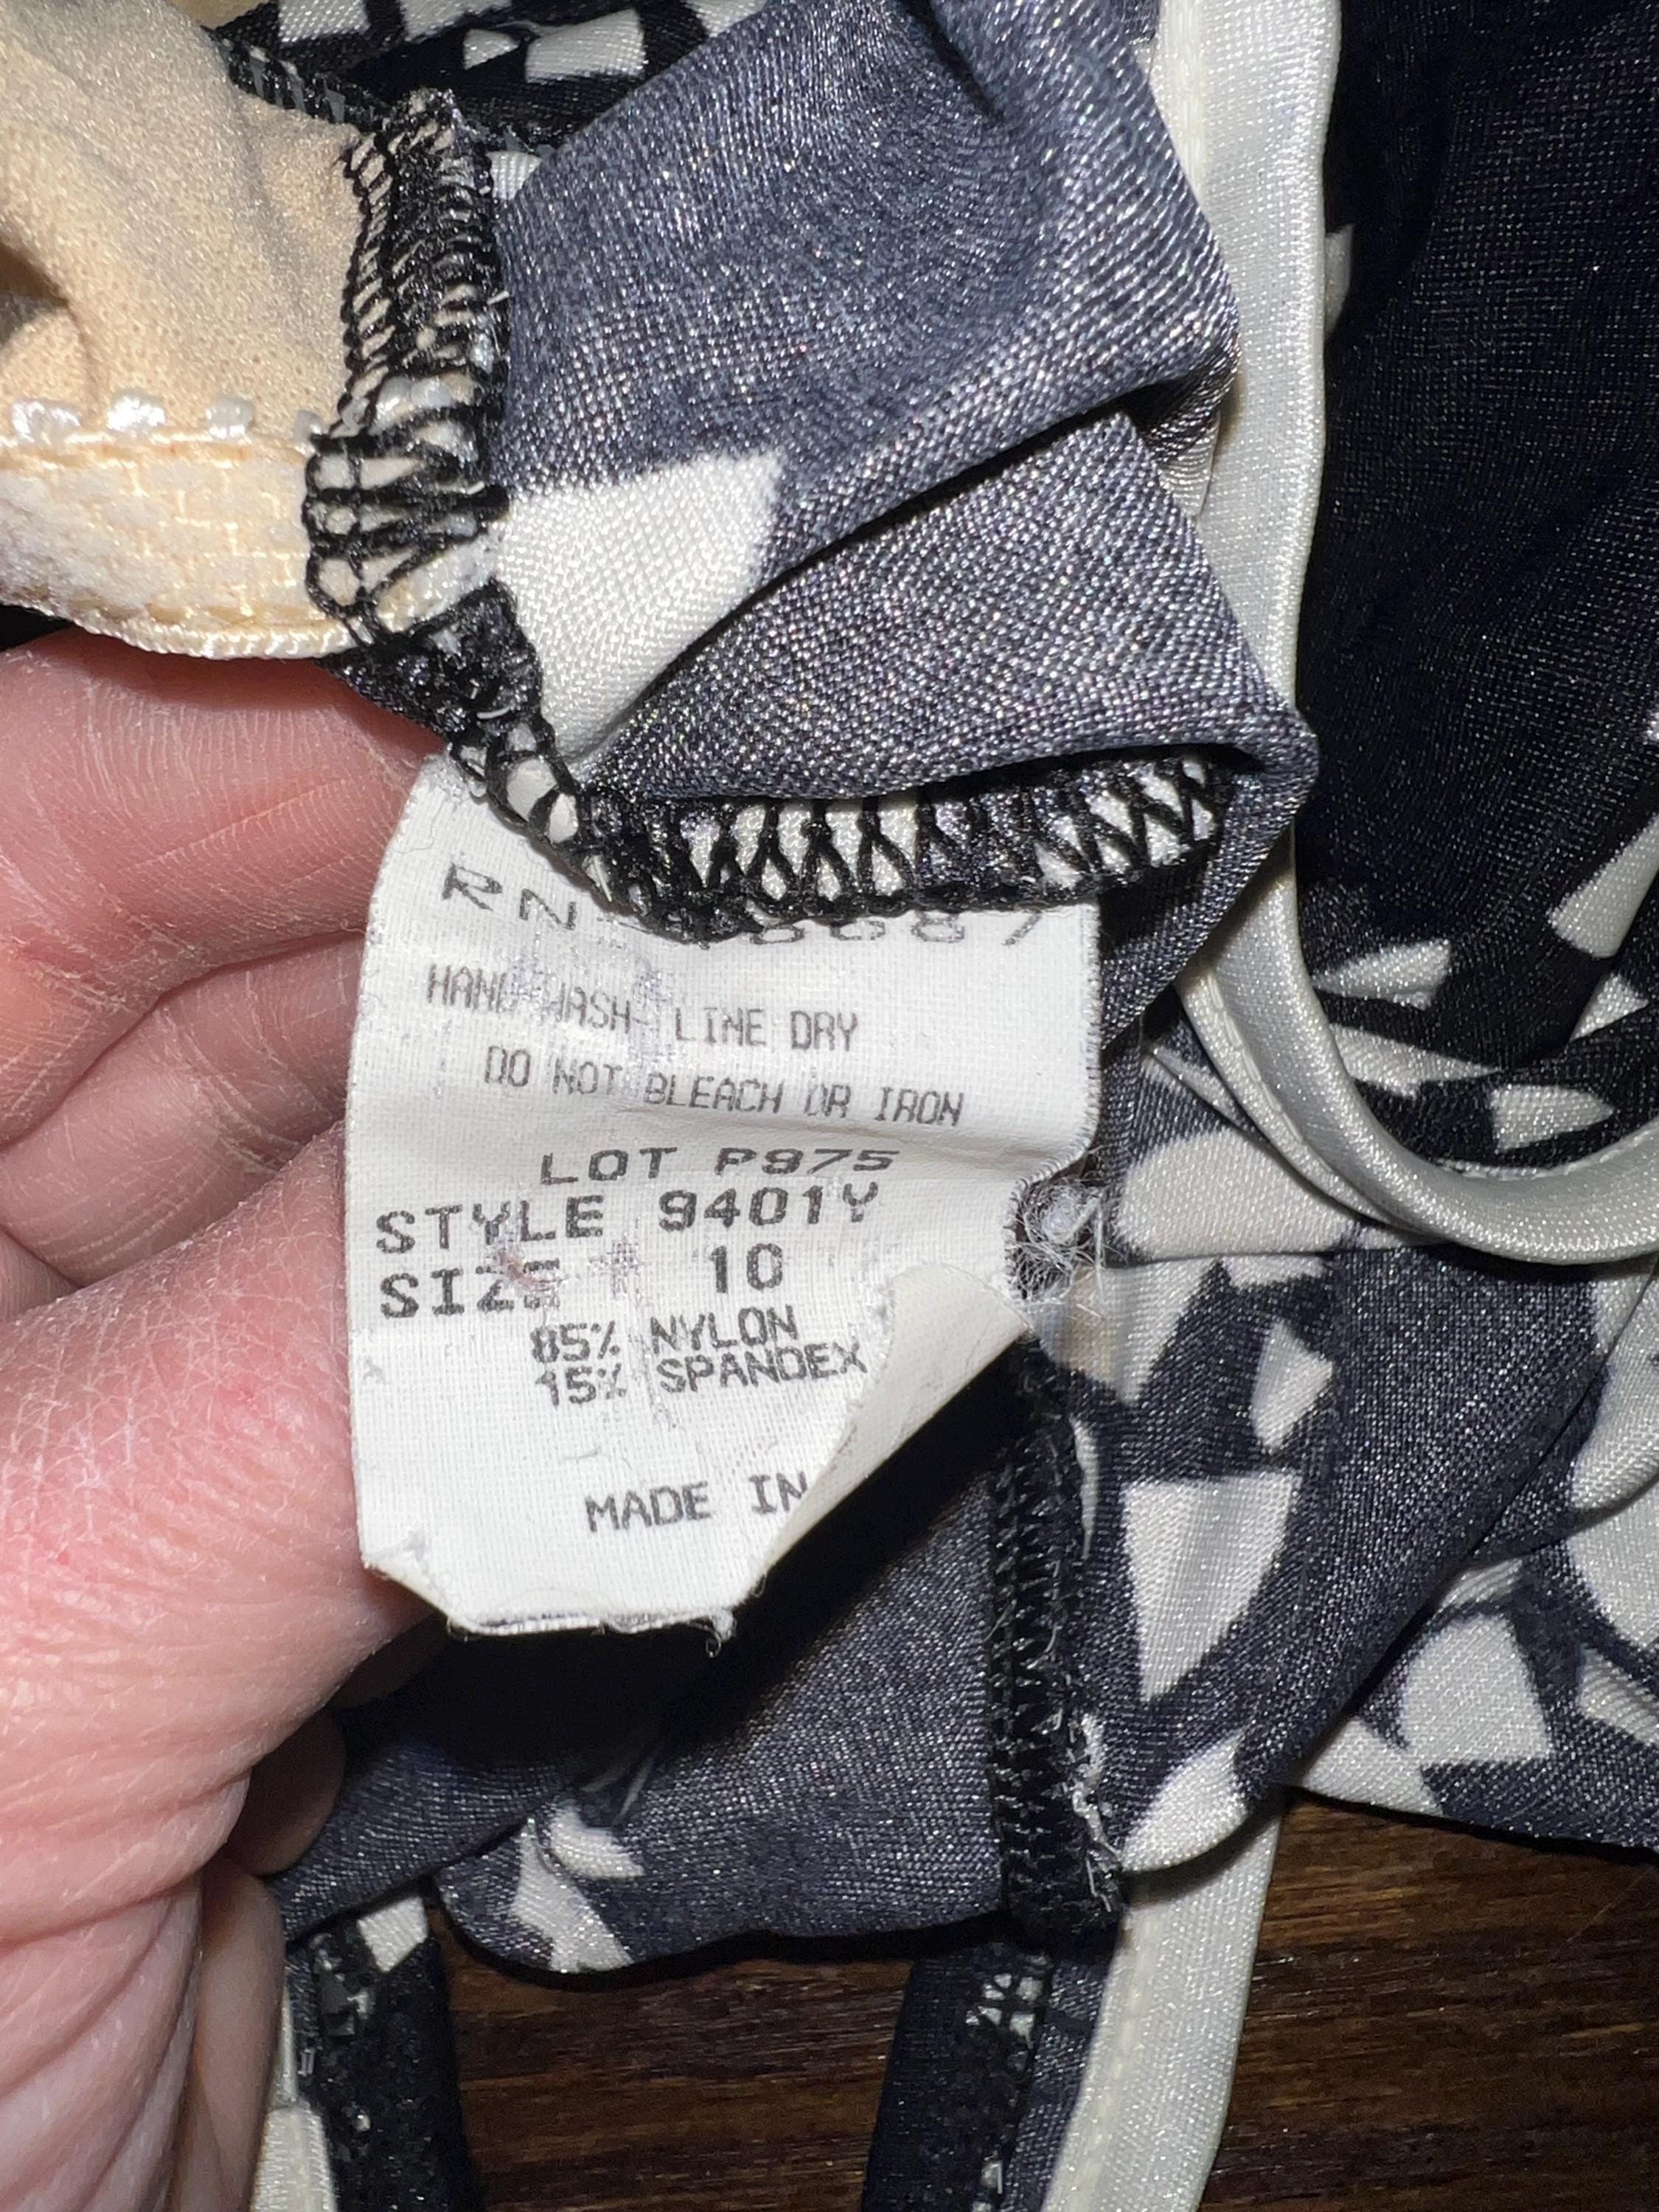 HAND WASH- LINE DRY
DO NOT BLEACH OR IRON
LOT P975
STYLE 9401Y
SIZE 10
85% NYLON
15% SPANDEX
MADE IN